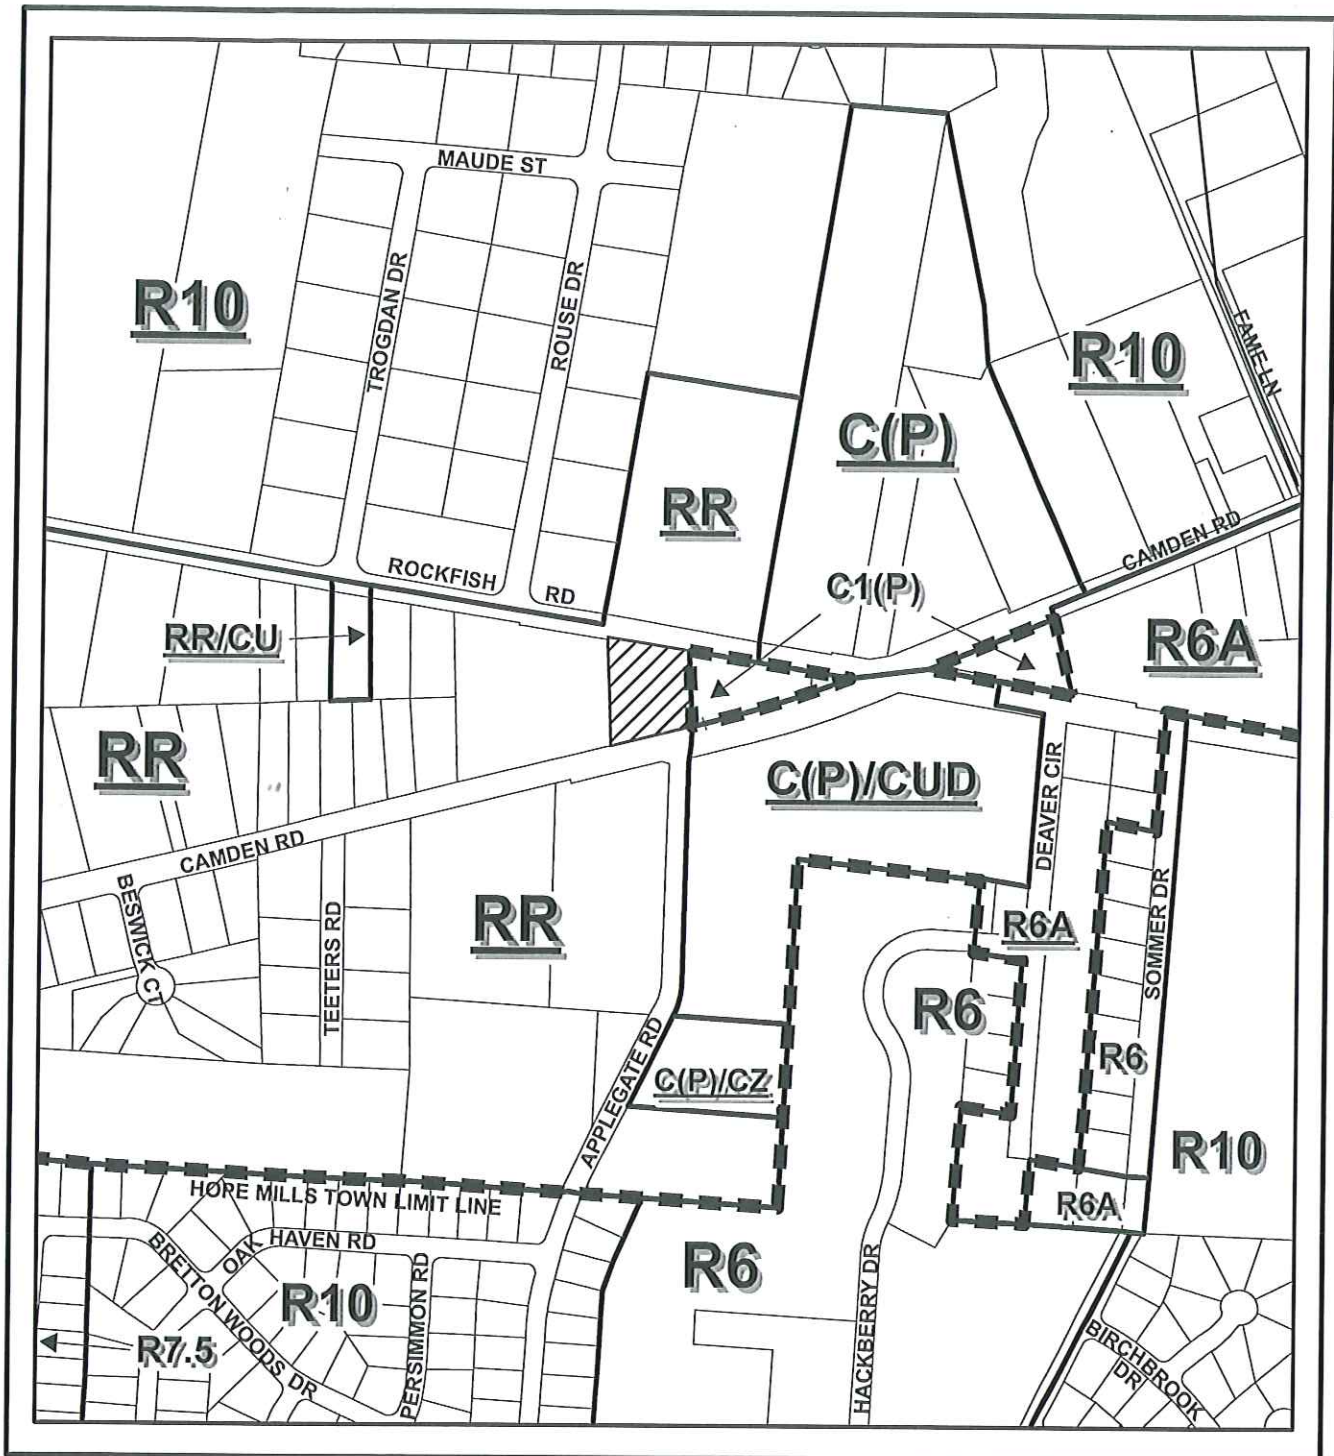 MAUDE ST
TROGDAN DR
ROUSE DR
R10
R10
FAME LN
C(P)
RR
CAMDEN RD
ROCKFISH
RD
C1(P)
RR/CU
R6A
RR
C(P)/CUD
DEAVER CIR
CAMDEN RD
BESWICK CT
TEETERS RD
RR
R6A
SOMMER DR
R6
R6
APPLEGATE RD
C(P)/CZ
R10
HOPE MILLS TOWN LIMIT LINE
R6A
OAK HAVEN RD
BRETTON WOODS DR
PERSIMMON RD
R10
R6
HACKBERRY DR
R7.5
BIRCHBROOK
DR